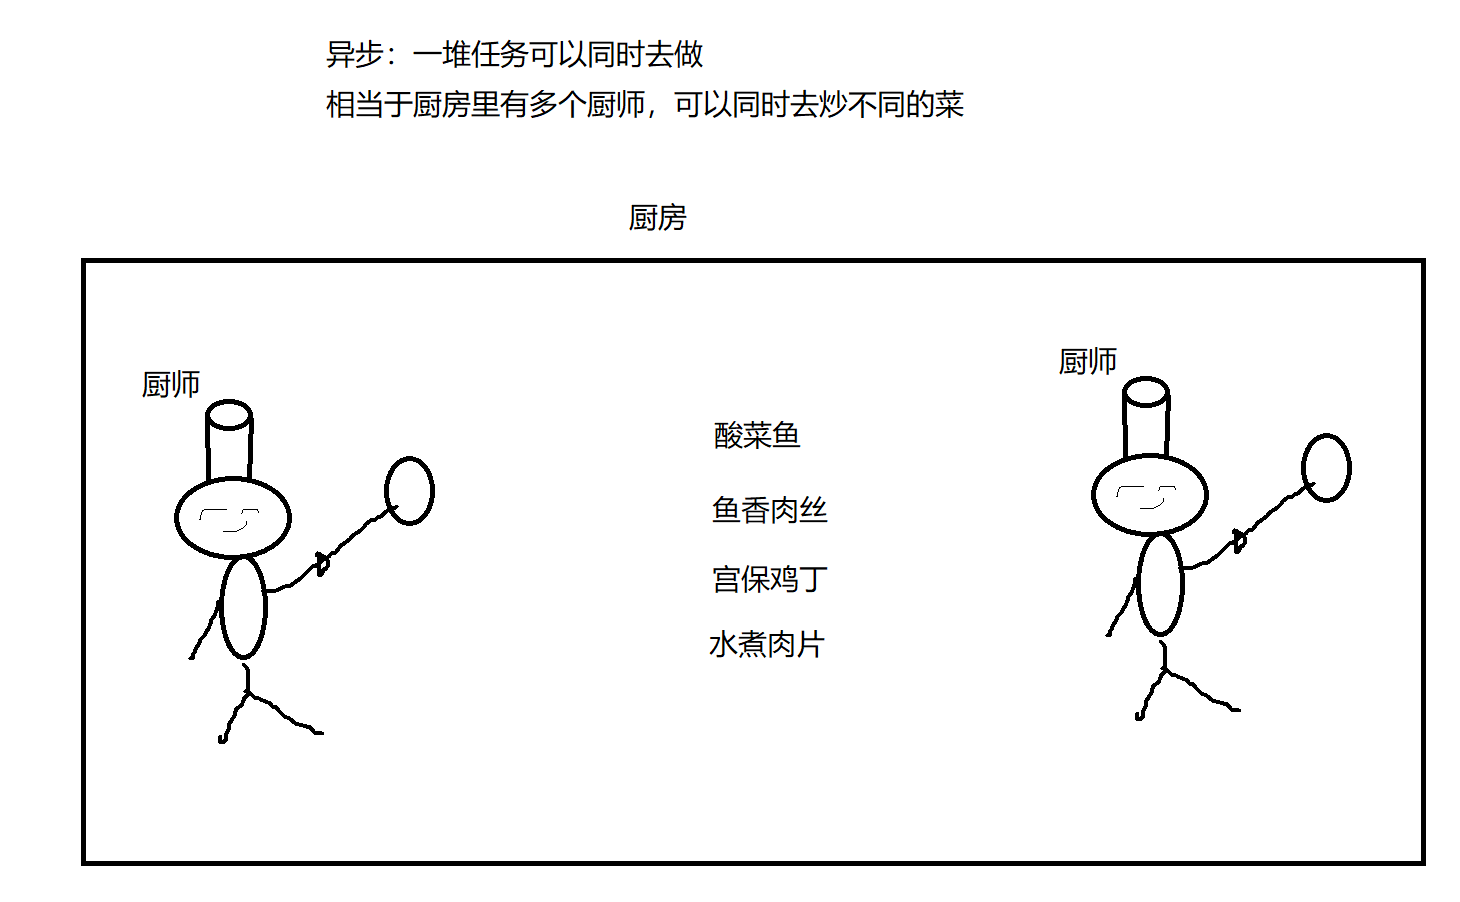 异步：一堆任务可以同时去做
相当于厨房里有多个厨师，可以同时去炒不同的菜
厨房
厨师
厨师
酸菜鱼
鱼香肉丝
宫保鸡丁
水煮肉片